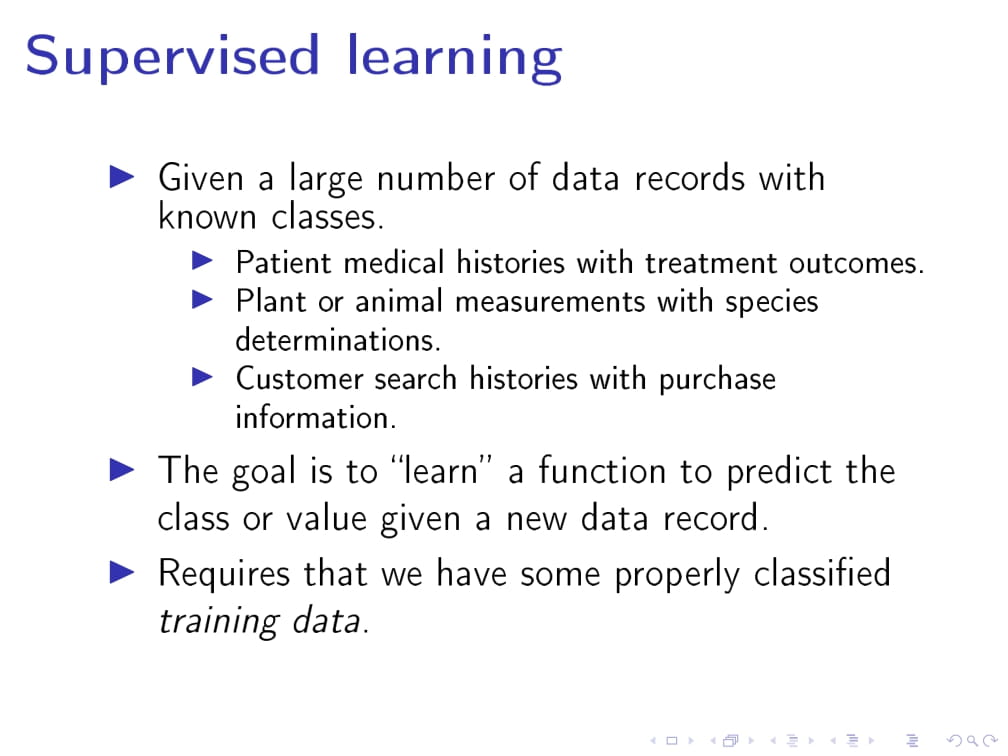 Supervised learning
Given a large number of data records with
known classes.
Patient medical histories with treatment outcomes.
Plant or animal measurements with species
determinations.
Customer search histories with purchase
information.
The goal is to “learn” a function to predict the
class or value given a new data record.
Requires that we have some properly classified
training data.